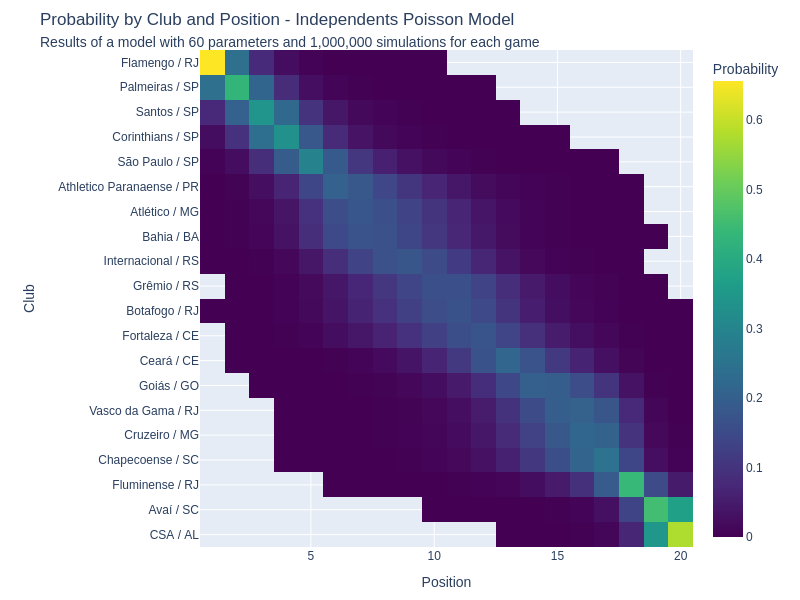 Probability by Club and Position - Independents Poisson Model
Results of a model with 60 parameters and 1,000,000 simulations for each game
Probability
Club
Flamengo / RJ
Palmeiras / SP
Santos / SP
Corinthians / SP
São Paulo / SP
Athletico Paranaense / PR
Atlético / MG
Bahia / BA
Internacional / RS
Grêmio / RS
Botafogo / RJ
Fortaleza / CE
Ceará / CE
Goiás / GO
Vasco da Gama / RJ
Cruzeiro / MG
Chapecoense / SC
Fluminense / RJ
Avaí / SC
CSA / AL
0.6
0.5
0.4
0.3
0.2
0.1
0
5
10
15
20
Position